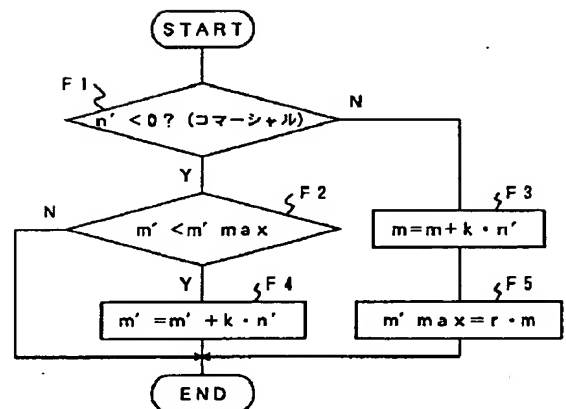 START
F1
n' <0? (コマーシャル)
N
Y
F2
N
m' <m' max
F3
m=m+k・n'
Y
F4
m' =m' +k・n'
F5
m' max=r・m
END